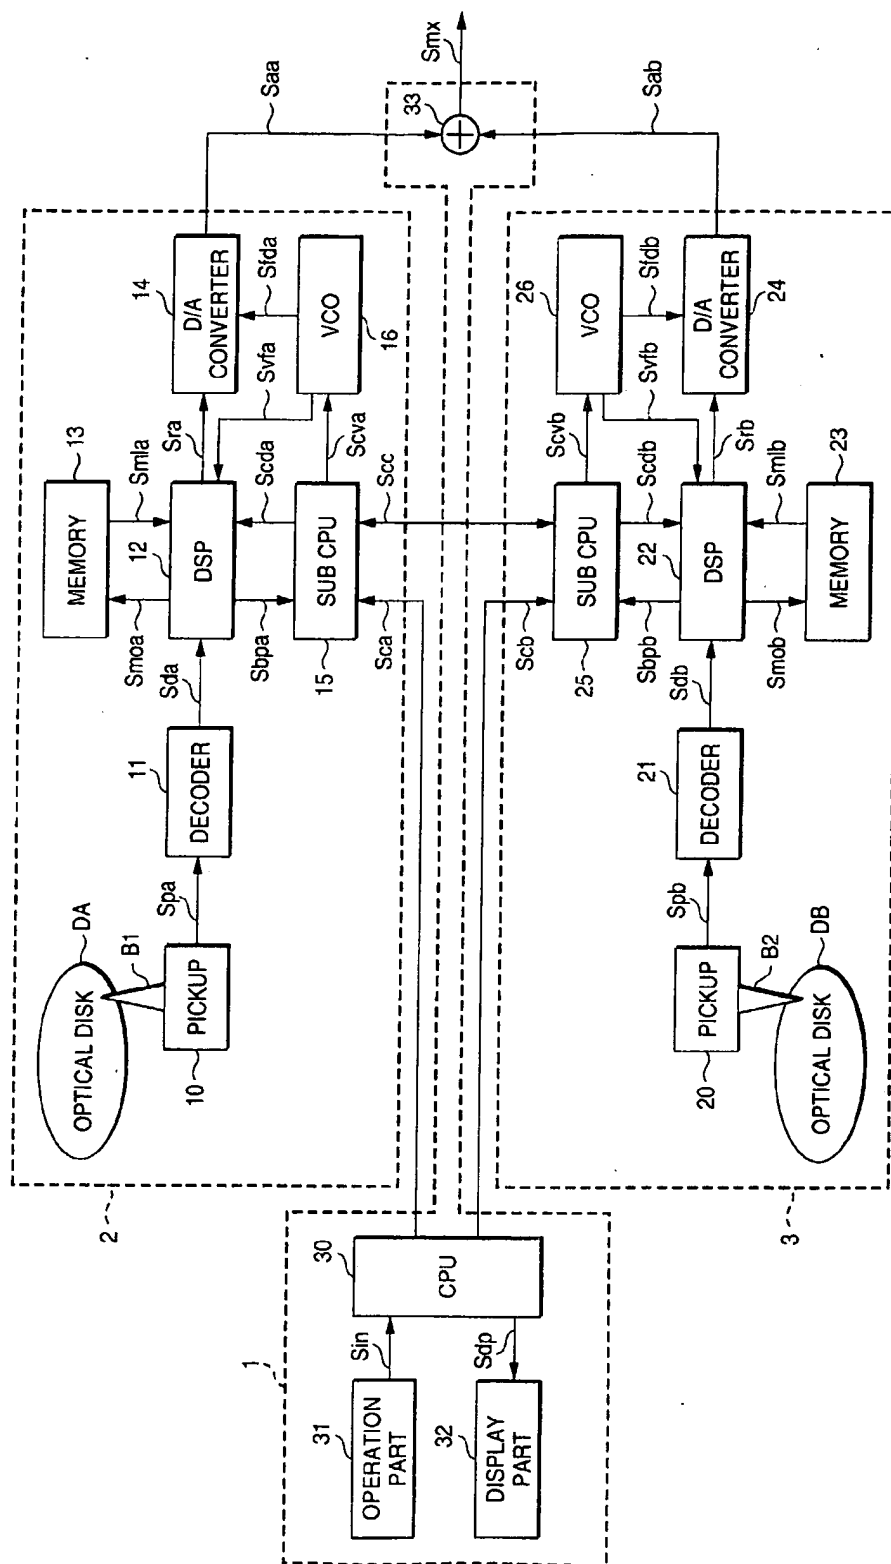 1
31
OPERATION
PART
Sin
30
CPU
Sdp
32
DISPLAY
PART
2
OPTICAL DISK
DA
B1
PICKUP
10
Spa
11
DECODER
Sda
MEMORY
13
Smoa
Smla
12
DSP
Sra
14
D/A
CONVERTER
Sbpa
Scda
Svfa
Sfda
SUB CPU
15
Scva
VCO
16
Sca
Scc
Saa
33
Smx
Sab
3
Scb
SUB CPU
25
Scvb
26
VCO
Sbpb
22
Scdb
Svfb
Sfdb
PICKUP
20
B2
OPTICAL DISK
DB
Spb
21
DECODER
Sdb
DSP
Srb
D/A
CONVERTER
24
Smob
Smlb
MEMORY
23